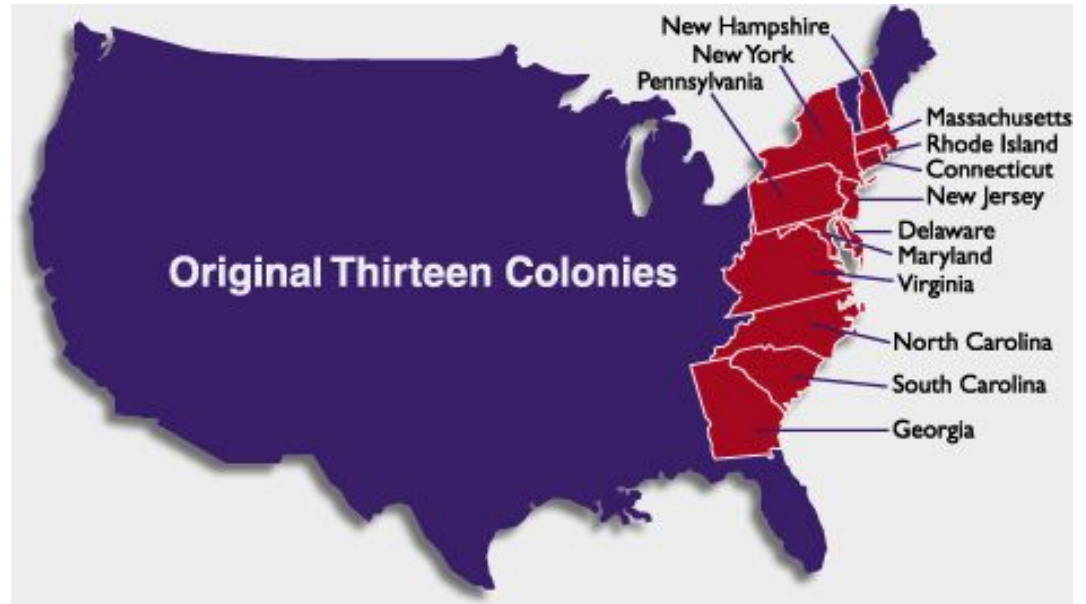 New Hampshire
New York
Pennsylvania
Massachusetts
Rhode Island
Connecticut
New Jersey
Delaware
Maryland
Virginia
Original Thirteen Colonies
North Carolina
South Carolina
Georgia